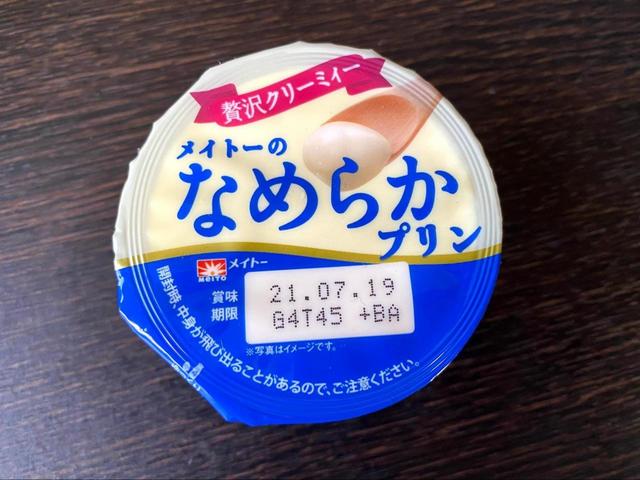 贅沢クリーミィー
メイトーの
なめらか
プリン
MEITO
メイトー
賞味
期限
21.07.19
G4T45 +BA
※写真はイメージです。
開封時、中身が飛び出ることがあるので、ご注意ください。